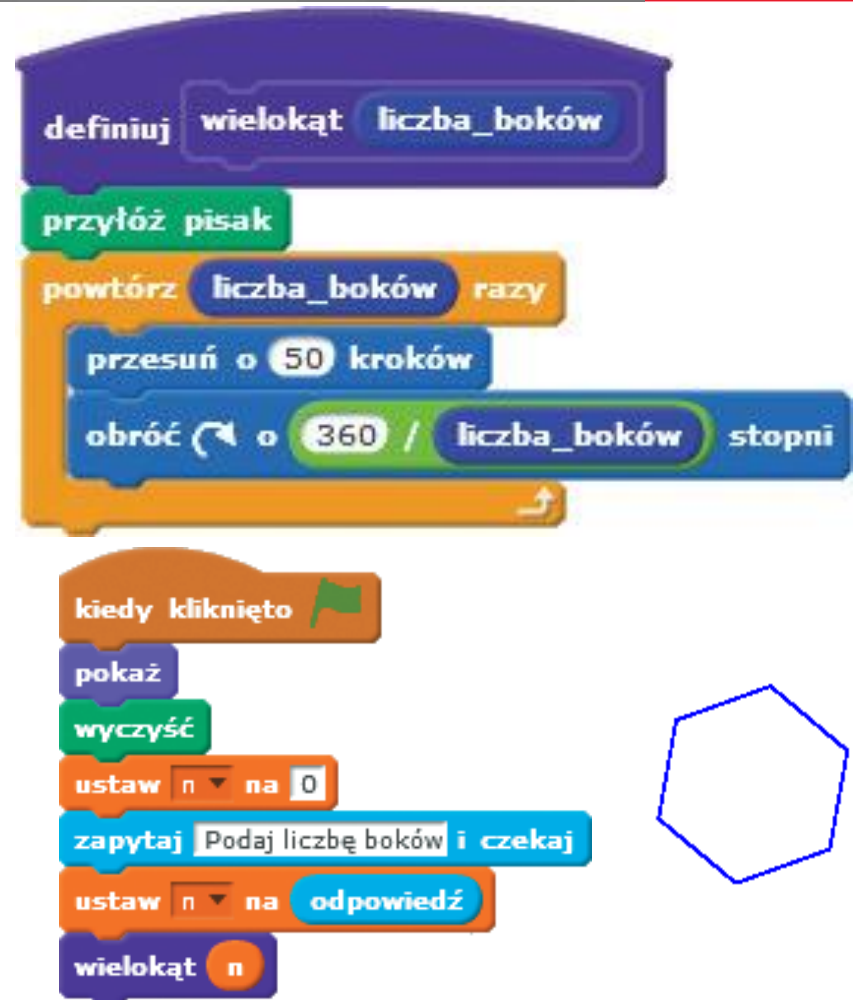 definiuj wielokąt liczba_boków
przyłóż pisak
powtórz liczba_boków razy
przesuń o 50 kroków
obróć o 360 / liczba_boków stopni
kiedy kliknięto
pokaż
wyczyść
ustaw n na 0
zapytaj Podaj liczbę boków i czekaj
ustaw n na odpowiedź
wielokąt n